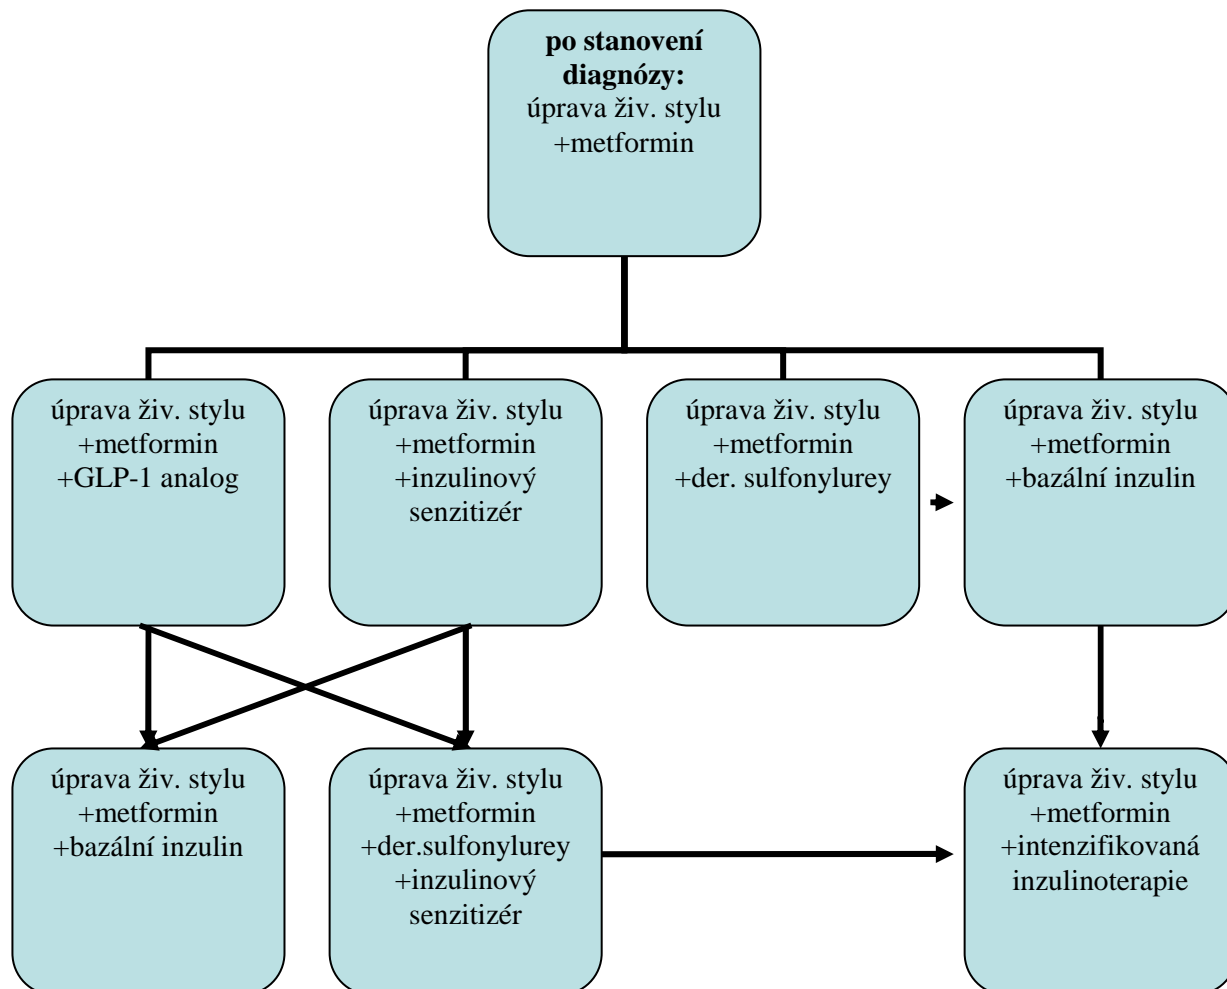 po stanovení
diagnózy:
úprava živ. stylu
+metformin
úprava živ. stylu
+metformin
+GLP-1 analog
úprava živ. stylu
+metformin
+inzulinový
senzitizér
úprava živ. stylu
+metformin
+der. sulfonylurey
úprava živ. stylu
+metformin
+bazální inzulin
úprava živ. stylu
+metformin
+bazální inzulin
úprava živ. stylu
+metformin
+der.sulfonylurey
+inzulinový
senzitizér
úprava živ. stylu
+metformin
+intenzifikovaná
inzulinoterapie